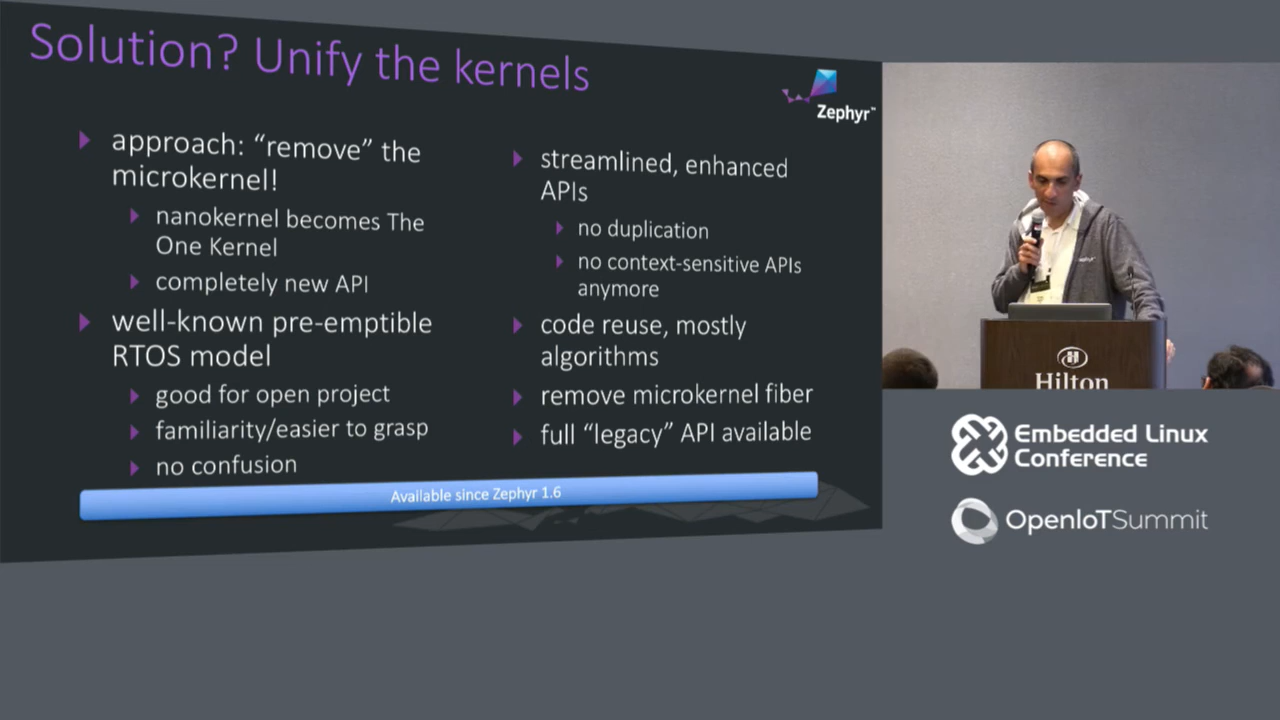 Solution? Unify the kernels
Zephyr™
approach: “remove” the
microkernel!
nanokernel becomes The
One Kernel
completely new API
well-known pre-emptible
RTOS model
good for open project
familiarity/easier to grasp
no confusion
streamlined, enhanced
APIs
no duplication
no context-sensitive APIs
anymore
code reuse, mostly
algorithms
remove microkernel fiber
full “legacy” API available
Available since Zephyr 1.6
Hilton
Embedded Linux
Conference
OpenIoTSummit